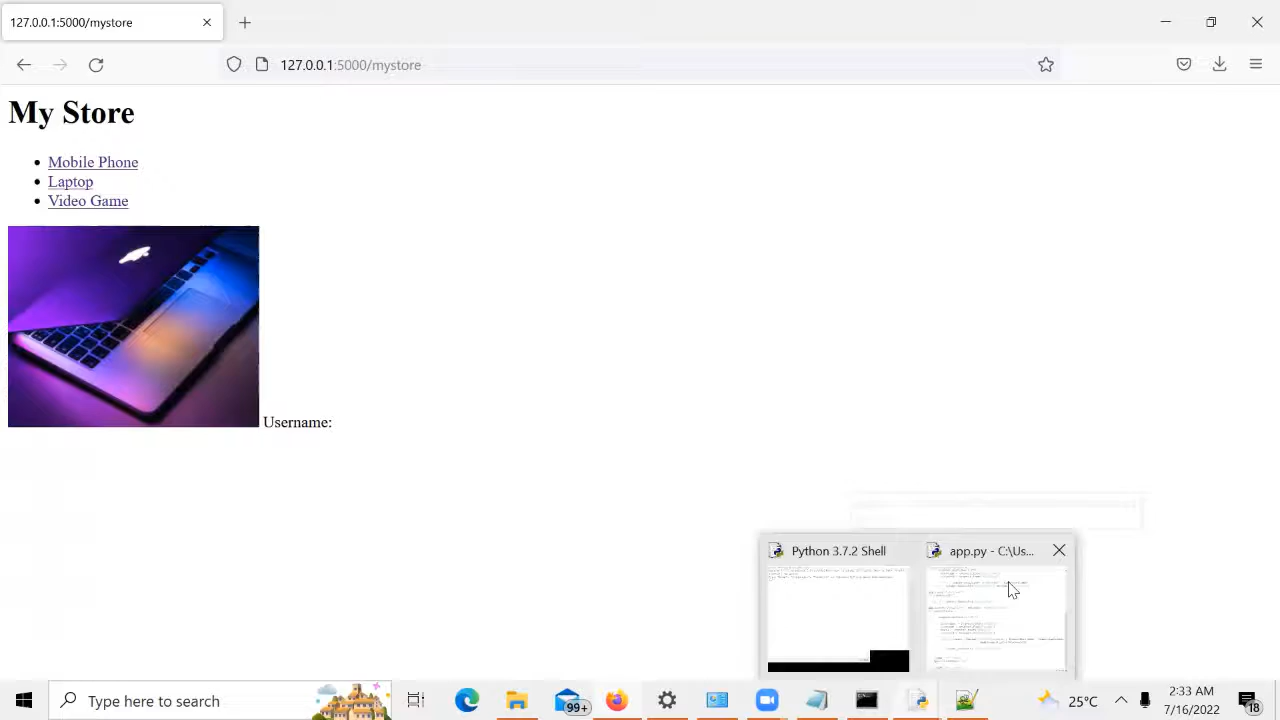 127.0.0.1:5000/mystore
127.0.0.1:5000/mystore
My Store
Mobile Phone
Laptop
Video Game
Username:
Python 3.7.2 Shell
app.py - C:\Us...
Type here to search
99+
25°C
2:33 AM
7/16/2022
18